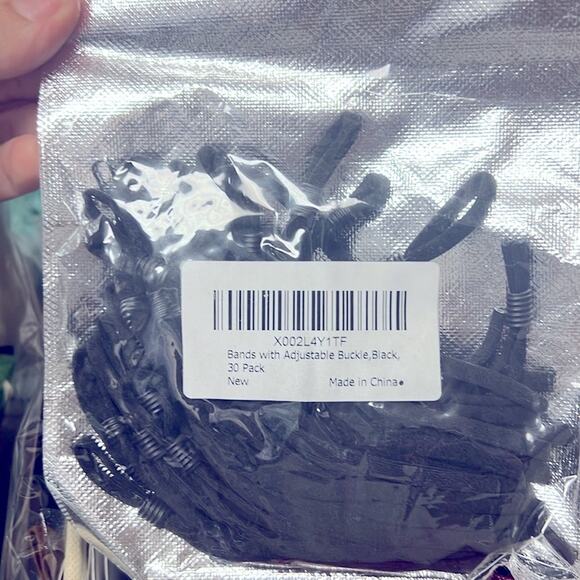 X002L4Y1TF
Bands with Adjustable Buckle,Black,
30 Pack
New Made in China